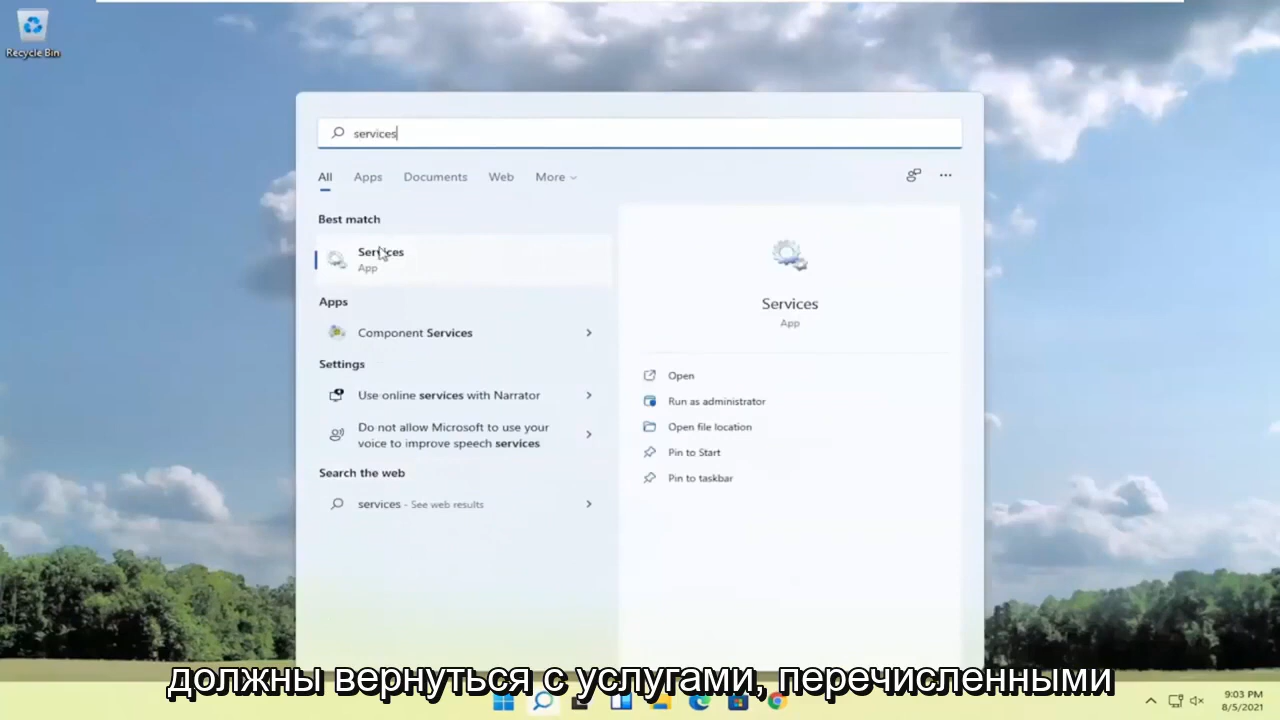 Recycle Bin
services
All Apps Documents Web More
Best match
Services
App
Apps
Component Services
Settings
Use online services with Narrator
Do not allow Microsoft to use your
voice to improve speech services
Search the web
services - See web results
Services
App
Open
Run as administrator
Open file location
Pin to Start
Pin to taskbar
должны вернуться с услугами, перечисленными
9:03 PM
8/5/2021